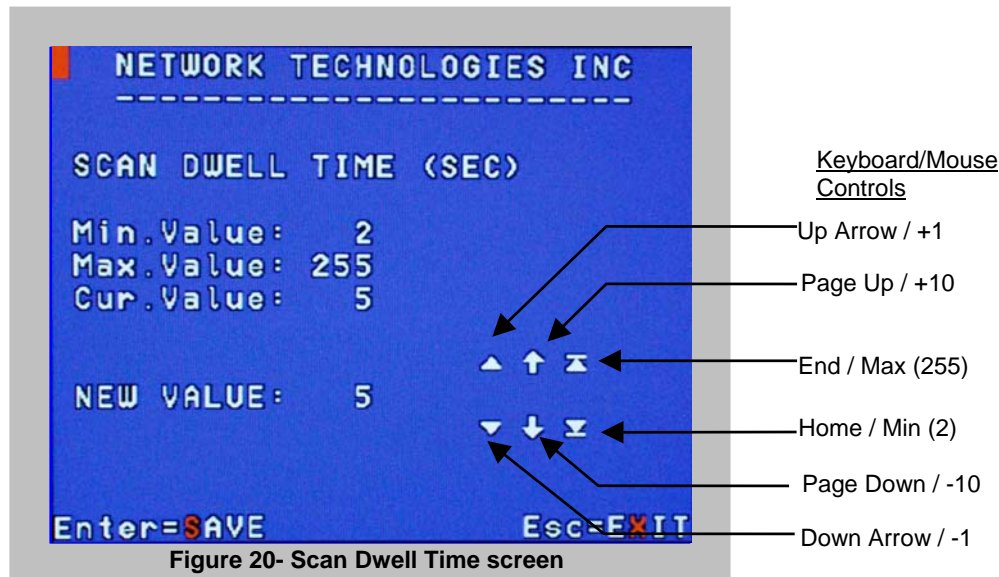 NETWORK TECHNOLOGIES INC
--------------------------
SCAN DWELL TIME (SEC)
Min.Value: 2
Max.Value: 255
Cur.Value: 5
NEW VALUE: 5
Enter=SAVE Esc=EXIT
Keyboard/Mouse
Controls
Up Arrow / +1
Page Up / +10
End / Max (255)
Home / Min (2)
Page Down / -10
Down Arrow / -1
Figure 20- Scan Dwell Time screen